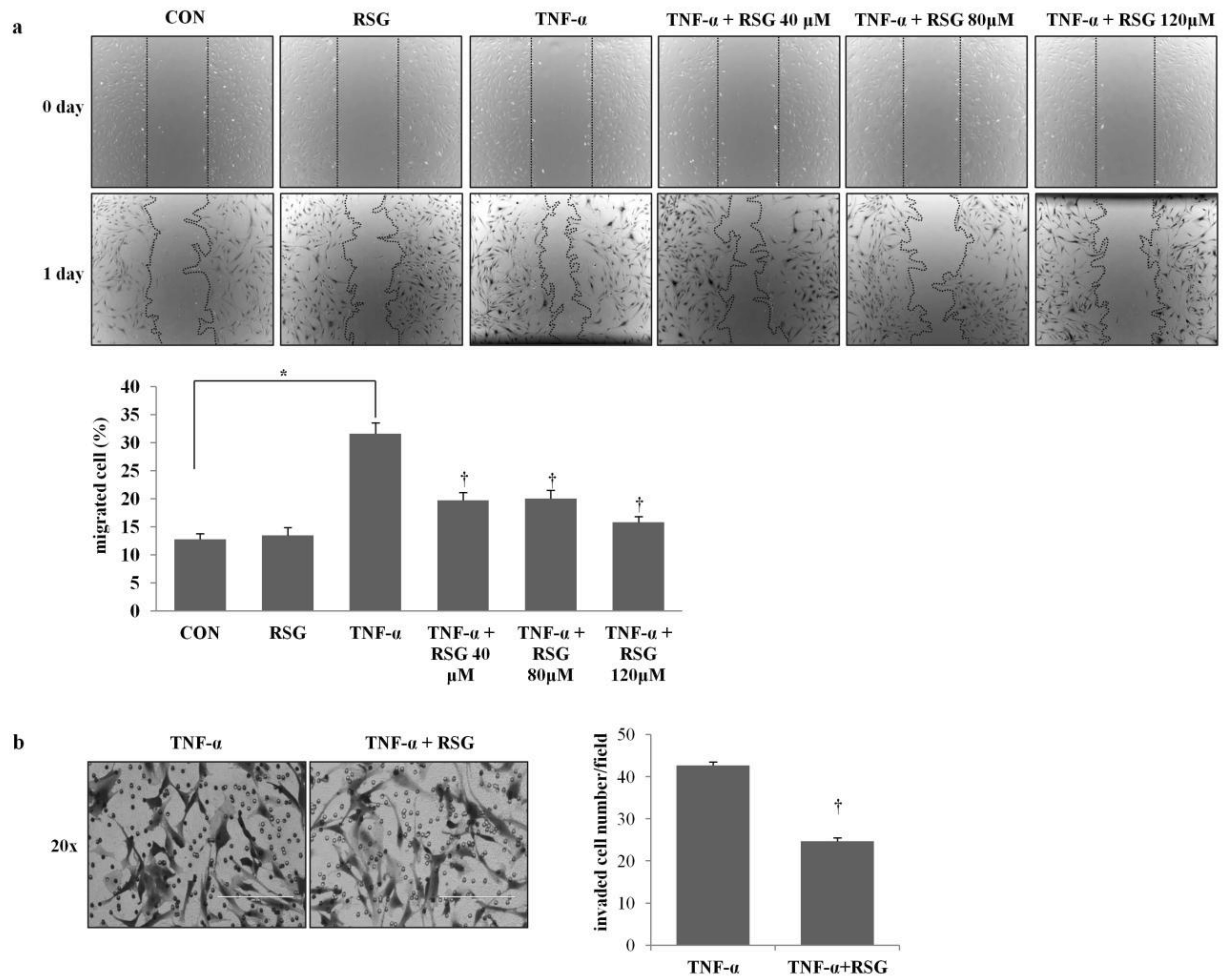 a
CON RSG TNF-α TNF-α + RSG 40 μM TNF-α + RSG 80μM TNF-α + RSG 120μM
0 day
1 day
*
40
35
30
25
20
15
10
5
0
migrated cell (%)
†
†
†
CON RSG TNF-α TNF-α + TNF-α + TNF-α +
RSG 40 RSG RSG
μM 80μM 120μM
b
TNF-α TNF-α + RSG
20x
50
40
30
20
10
0
invaded cell number/field
†
TNF-α TNF-α+RSG